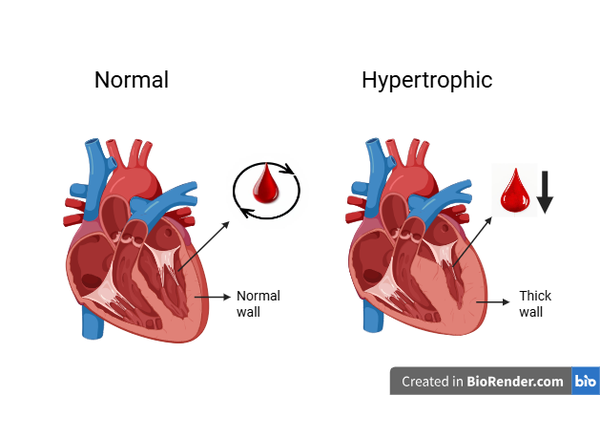 Normal
Hypertrophic
Normal
wall
Thick
wall
Created in BioRender.com bio